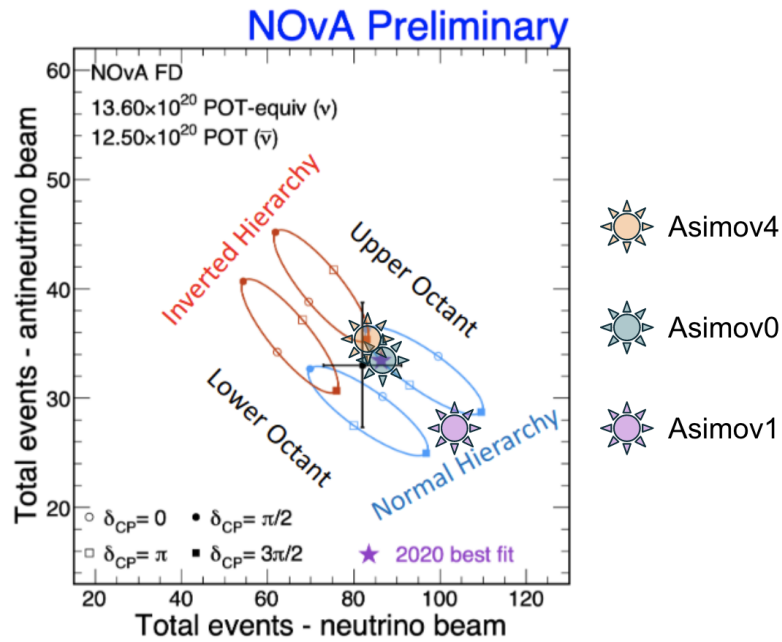 NOvA Preliminary
NOvA FD
13.60×10²⁰ POT-equiv (ν)
12.50×10²⁰ POT (ν̅)
Total events - antineutrino beam
60
50
40
30
20
Inverted Hierarchy
Upper Octant
Lower Octant
Normal Hierarchy
δCP= 0
δCP= π/2
δCP= π
δCP= 3π/2
2020 best fit
20 40 60 80 100 120
Total events - neutrino beam
Asimov4
Asimov0
Asimov1